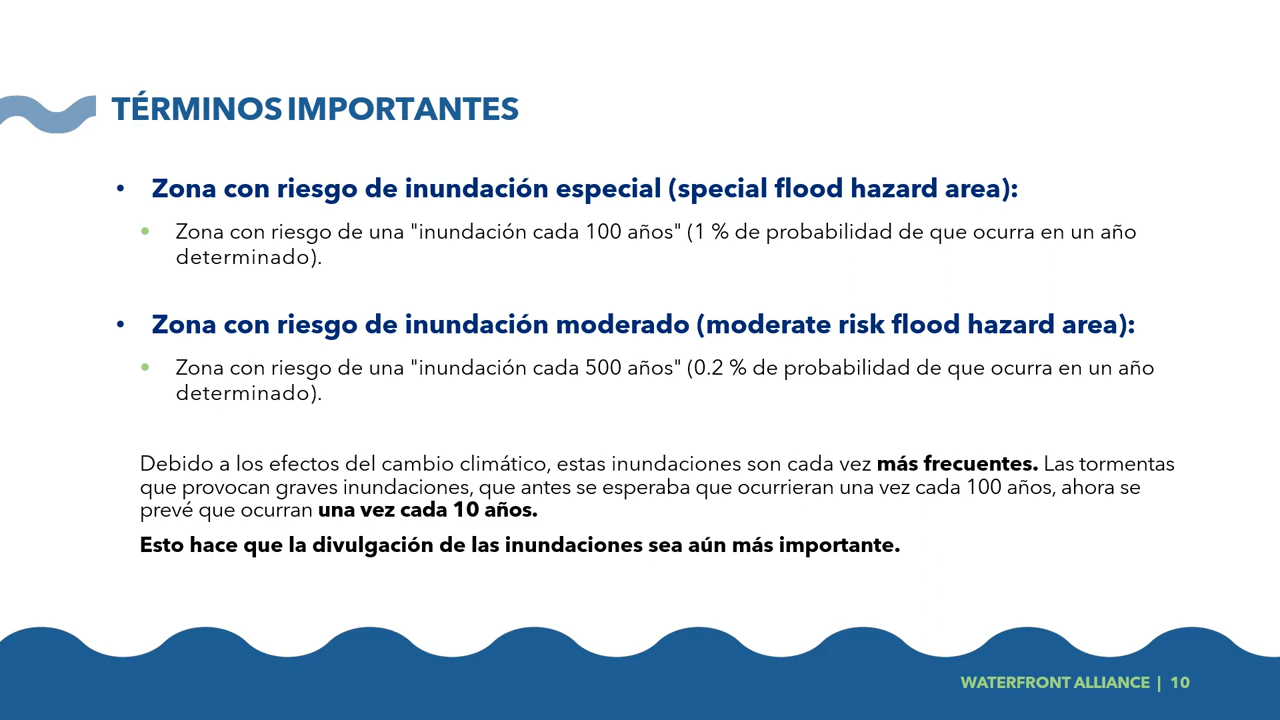 TÉRMINOS IMPORTANTES
• Zona con riesgo de inundación especial (special flood hazard area):
• Zona con riesgo de una "inundación cada 100 años" (1 % de probabilidad de que ocurra en un año
determinado).
• Zona con riesgo de inundación moderado (moderate risk flood hazard area):
• Zona con riesgo de una "inundación cada 500 años" (0.2 % de probabilidad de que ocurra en un año
determinado).
Debido a los efectos del cambio climático, estas inundaciones son cada vez más frecuentes. Las tormentas
que provocan graves inundaciones, que antes se esperaba que ocurrieran una vez cada 100 años, ahora se
prevé que ocurran una vez cada 10 años.
Esto hace que la divulgación de las inundaciones sea aún más importante.
WATERFRONT ALLIANCE | 10